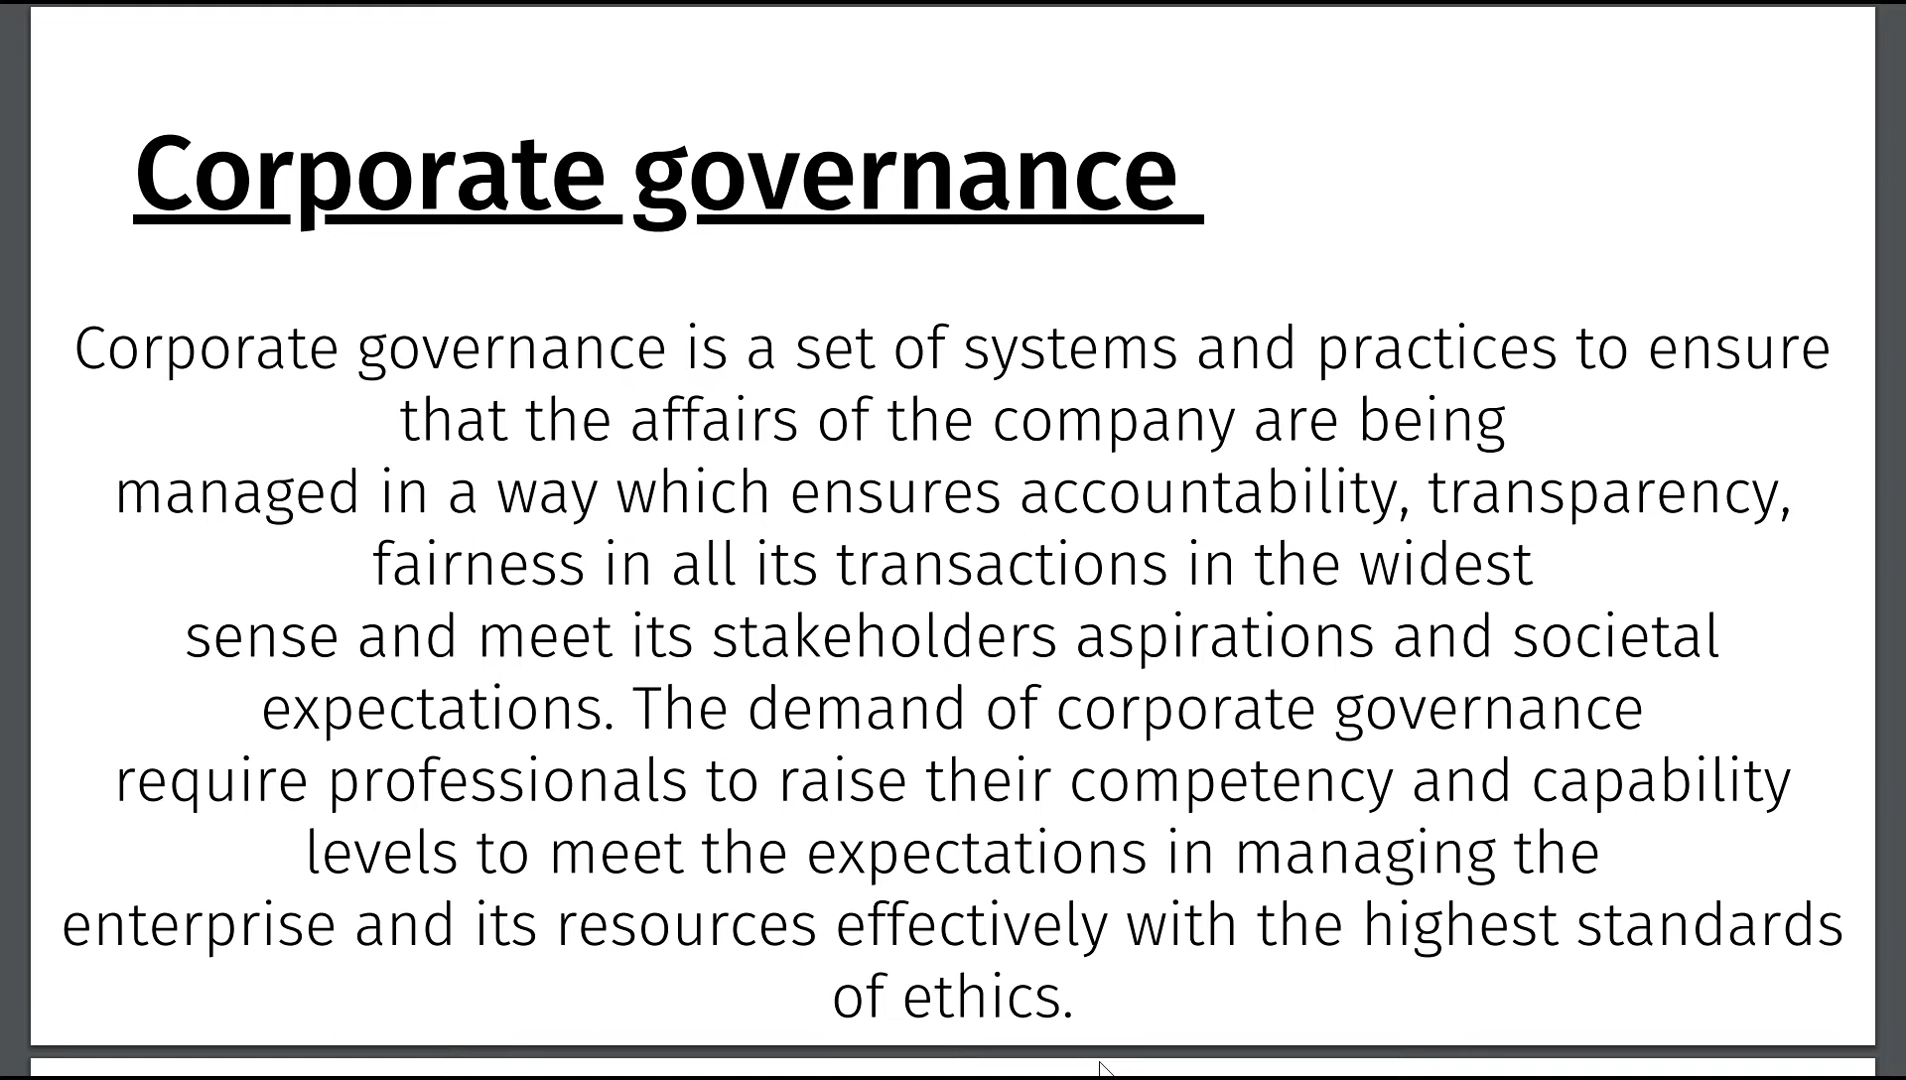 Corporate governance
Corporate governance is a set of systems and practices to ensure
that the affairs of the company are being
managed in a way which ensures accountability, transparency,
fairness in all its transactions in the widest
sense and meet its stakeholders aspirations and societal
expectations. The demand of corporate governance
require professionals to raise their competency and capability
levels to meet the expectations in managing the
enterprise and its resources effectively with the highest standards
of ethics.